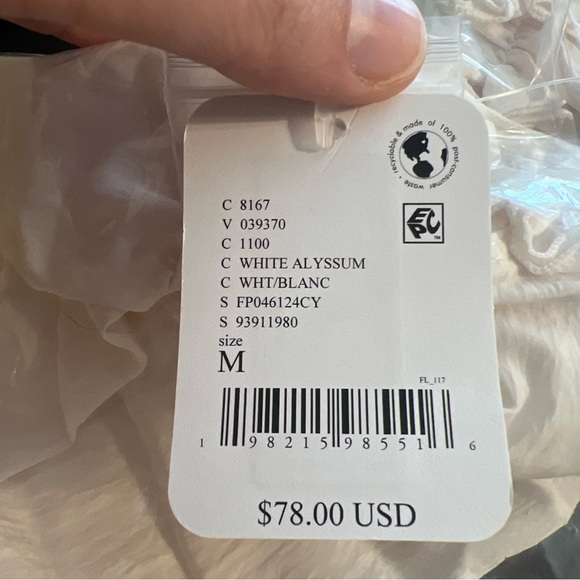 recyclable & made of 100% post-consumer waste •
C 8167
V 039370
C 1100
C WHITE ALYSSUM
C WHT/BLANC
S FP046124CY
S 93911980
size
M
EPC™
FL_117
1 98215 98551 6
$78.00 USD